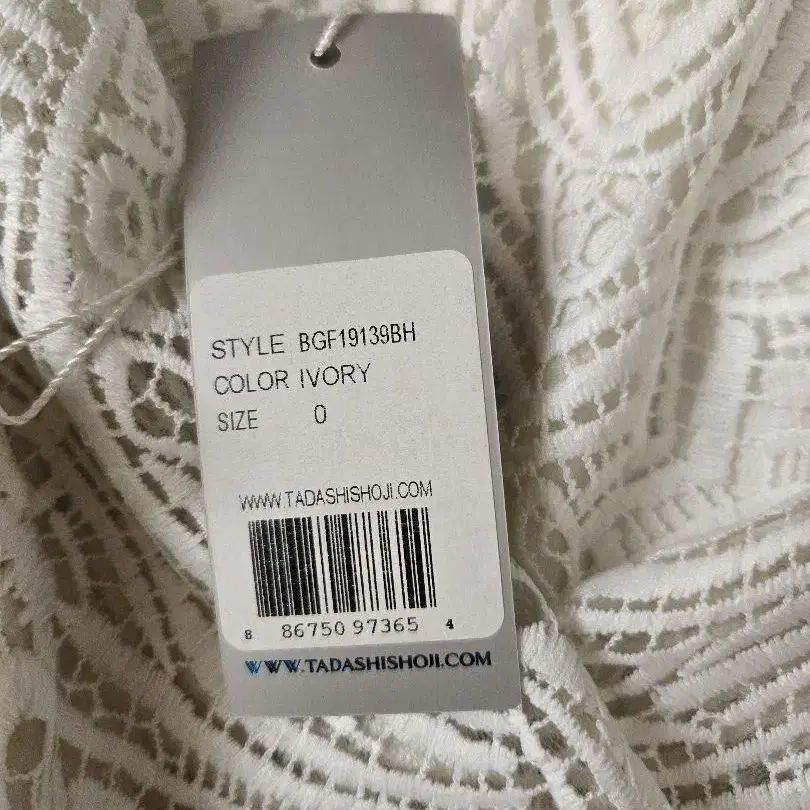 STYLE BGF19139BH
COLOR IVORY
SIZE 0
WWW.TADASHISHOJI.COM
8 86750 97365 4
WWW.TADASHISHOJI.COM